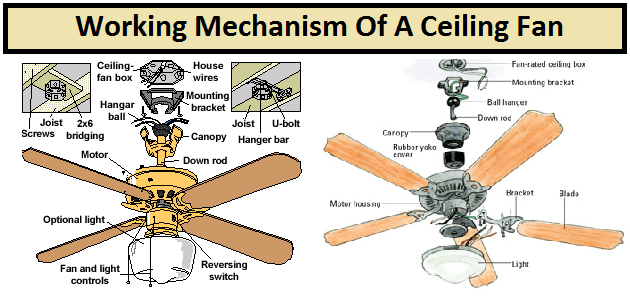 Working Mechanism Of A Ceiling Fan
Ceiling-
fan box
House
wires
Hangar
ball
Mounting
bracket
Joist
Screws
2x6
bridging
Joist
U-bolt
Hanger bar
Canopy
Down rod
Motor
Optional light
Fan and light
controls
Reversing
switch
Fan-rated ceiling box
Mounting bracket
Ball hanger
Down rod
Canopy
Rubber yoke
cover
Motor housing
Bracket
Blade
Light